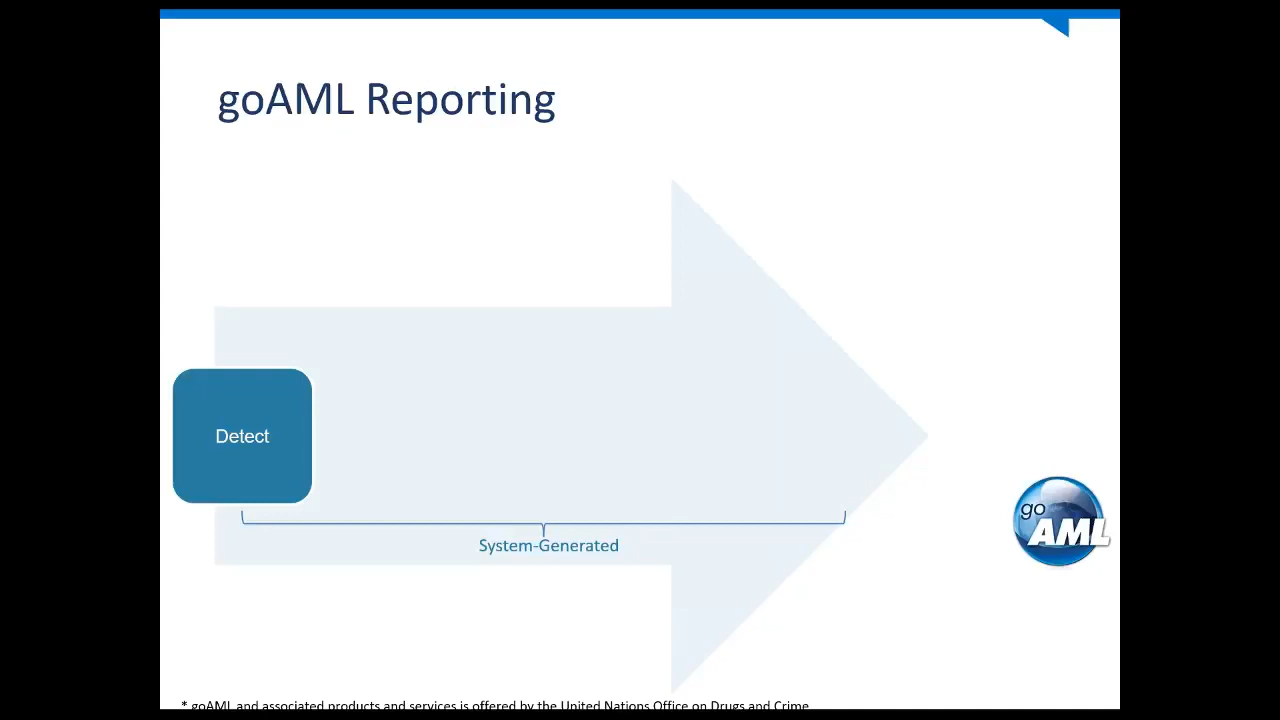 goAML Reporting
Detect
System-Generated
go
AML
* goAML and associated products and services is offered by the United Nations Office on Drugs and Crime